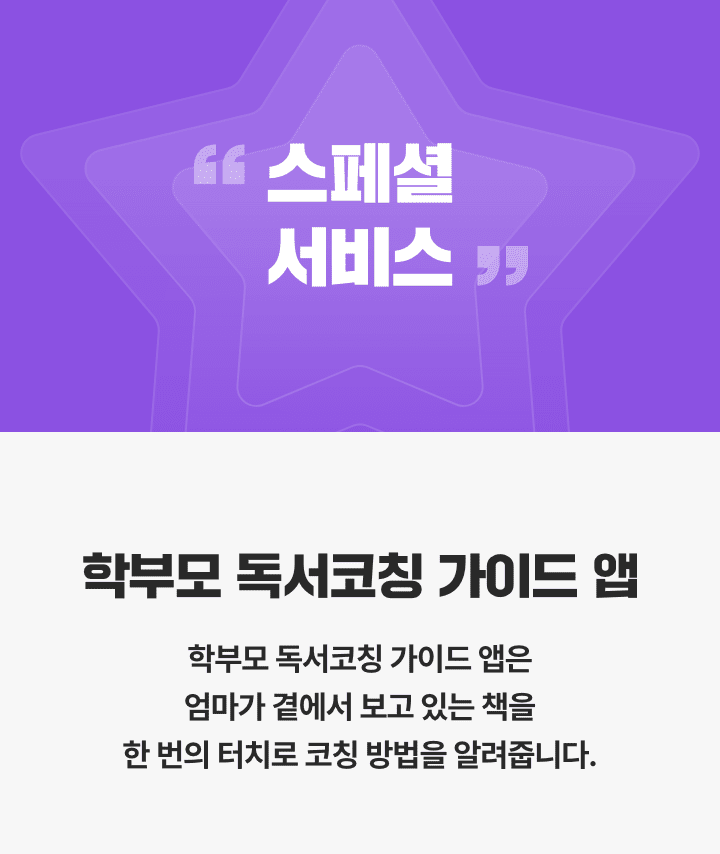 “ 스페셜
서비스 ”
학부모 독서코칭 가이드 앱
학부모 독서코칭 가이드 앱은
엄마가 곁에서 보고 있는 책을
한 번의 터치로 코칭 방법을 알려줍니다.